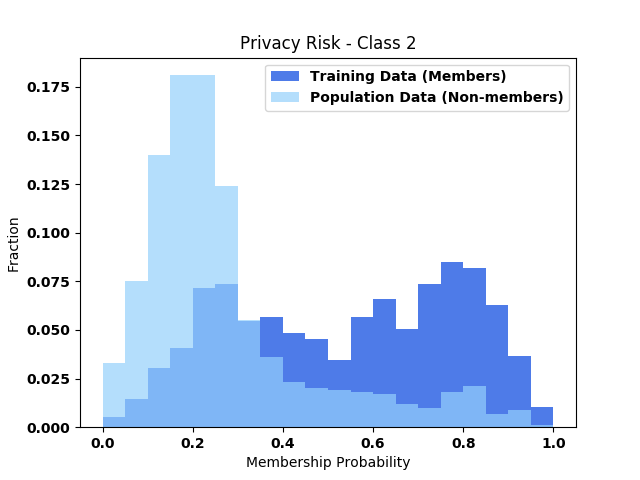 Privacy Risk - Class 2
Training Data (Members)
Population Data (Non-members)
0.175
0.150
0.125
0.100
0.075
0.050
0.025
0.000
Fraction
0.0 0.2 0.4 0.6 0.8 1.0
Membership Probability